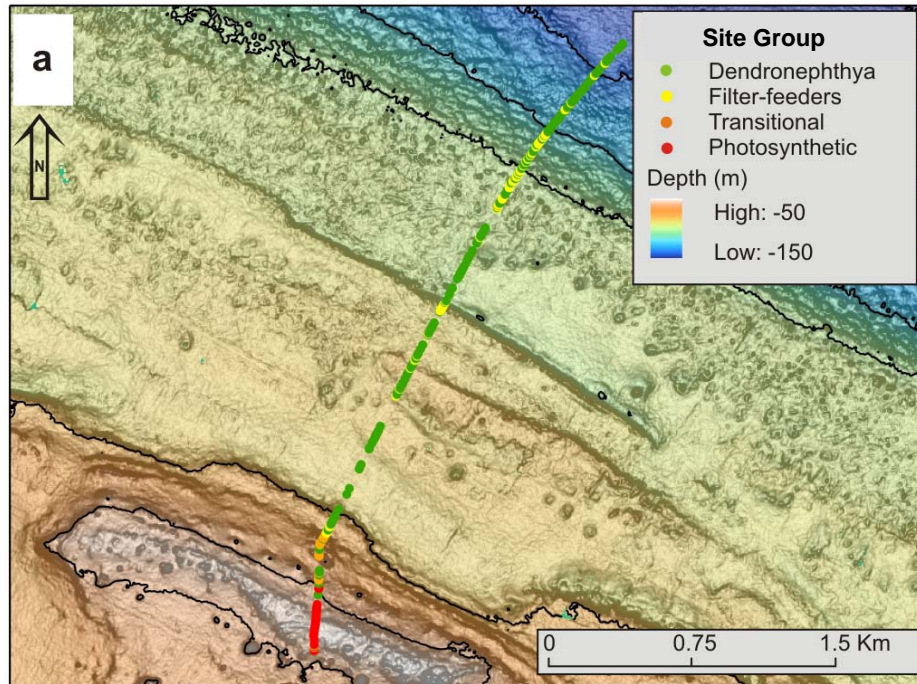 a
N
Site Group
Dendronephthya
Filter-feeders
Transitional
Photosynthetic
Depth (m)
High: -50
Low: -150
0 0.75 1.5 Km